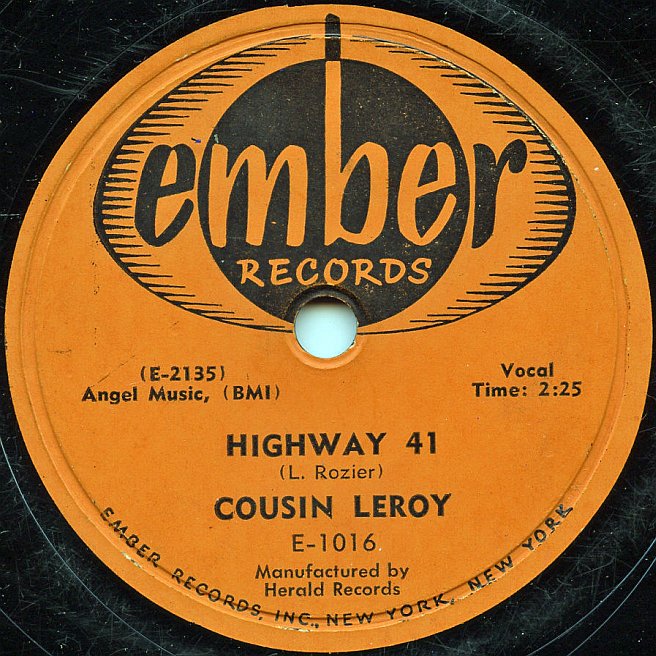 ember
RECORDS
(E-2135)
Angel Music, (BMI)
Vocal
Time: 2:25
HIGHWAY 41
(L. Rozier)
COUSIN LEROY
E-1016
Manufactured by
Herald Records
EMBER RECORDS, INC., NEW YORK, NEW YORK